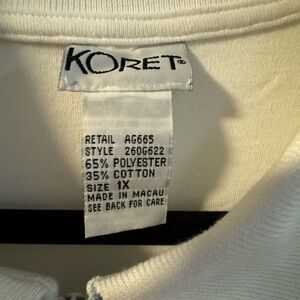 KORET®
RETAIL AG665
STYLE 260G622
65% POLYESTER
35% COTTON
SIZE 1X
MADE IN MACAU
SEE BACK FOR CARE